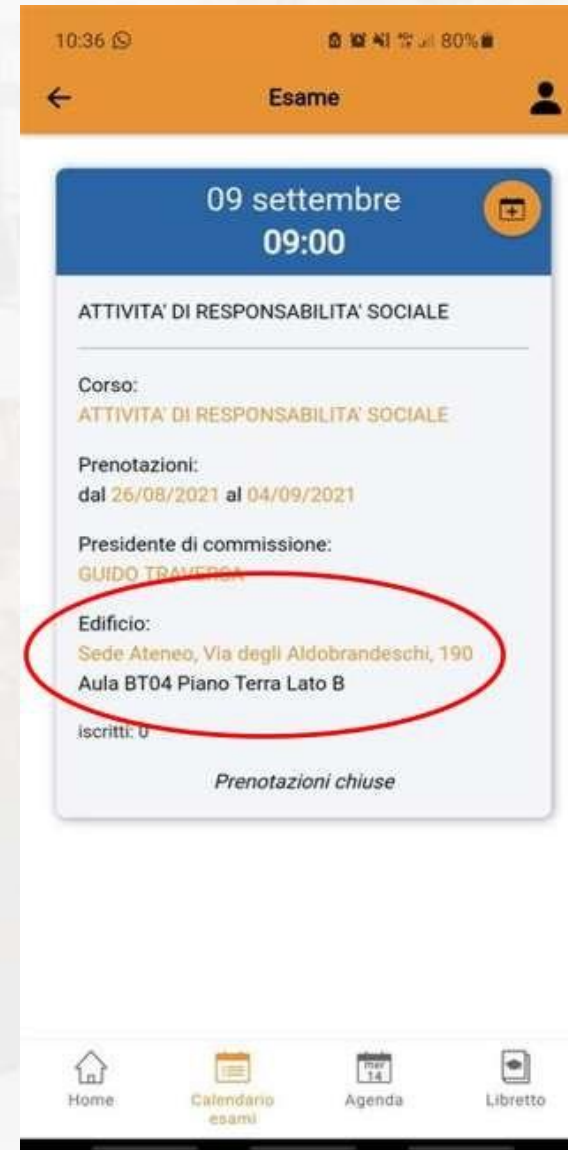 10:36 80%
Esame
09 settembre
09:00
ATTIVITA' DI RESPONSABILITA' SOCIALE
Corso:
ATTIVITA' DI RESPONSABILITA' SOCIALE
Prenotazioni:
dal 26/08/2021 al 04/09/2021
Presidente di commissione:
GUIDO TRAVERSA
Edificio:
Sede Ateneo, Via degli Aldobrandeschi, 190
Aula BT04 Piano Terra Lato B
iscritti: 0
Prenotazioni chiuse
mer
14
Home Calendario Agenda Libretto
esami